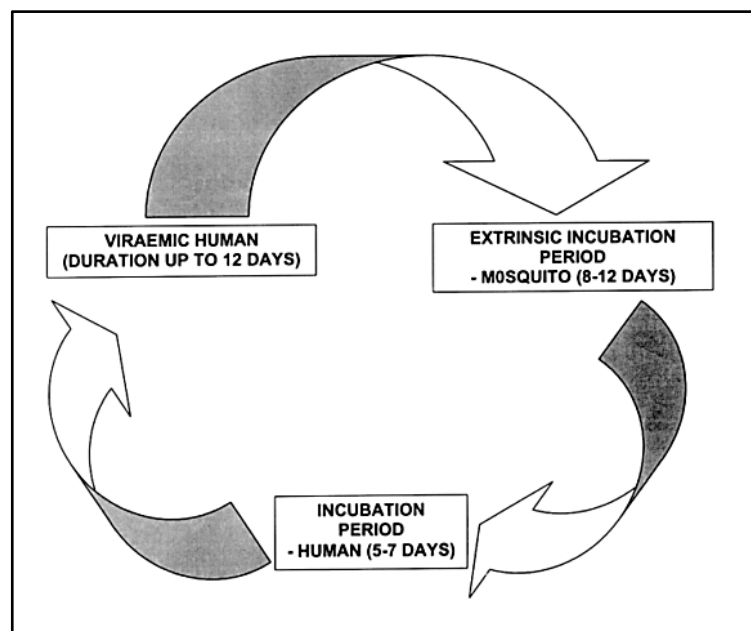 VIRAEMIC HUMAN
(DURATION UP TO 12 DAYS)
EXTRINSIC INCUBATION
PERIOD
- M0SQUITO (8-12 DAYS)
INCUBATION
PERIOD
- HUMAN (5-7 DAYS)